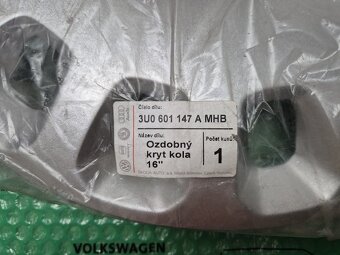 Číslo dílu:
3U0 601 147 A MHB
Název dílu:
Počet kusů:
Ozdobný
kryt kola
16"
1
VOLKSWAGEN